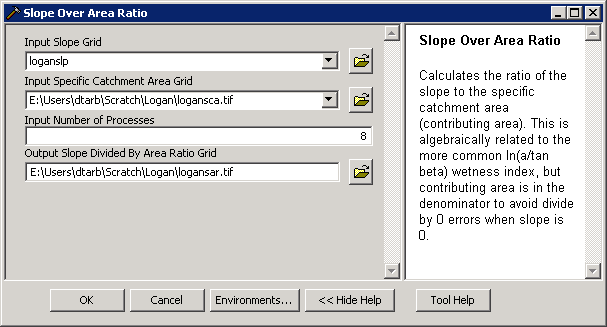 Slope Over Area Ratio
Input Slope Grid
loganslp
Input Specific Catchment Area Grid
E:\Users\dtarb\Scratch\Logan\logansca.tif
Input Number of Processes
8
Output Slope Divided By Area Ratio Grid
E:\Users\dtarb\Scratch\Logan\logansar.tif
Slope Over Area Ratio
Calculates the ratio of the
slope to the specific
catchment area
(contributing area). This is
algebraically related to the
more common ln(a/tan
beta) wetness index, but
contributing area is in the
denominator to avoid divide
by 0 errors when slope is
0.
OK
Cancel
Environments...
<< Hide Help
Tool Help